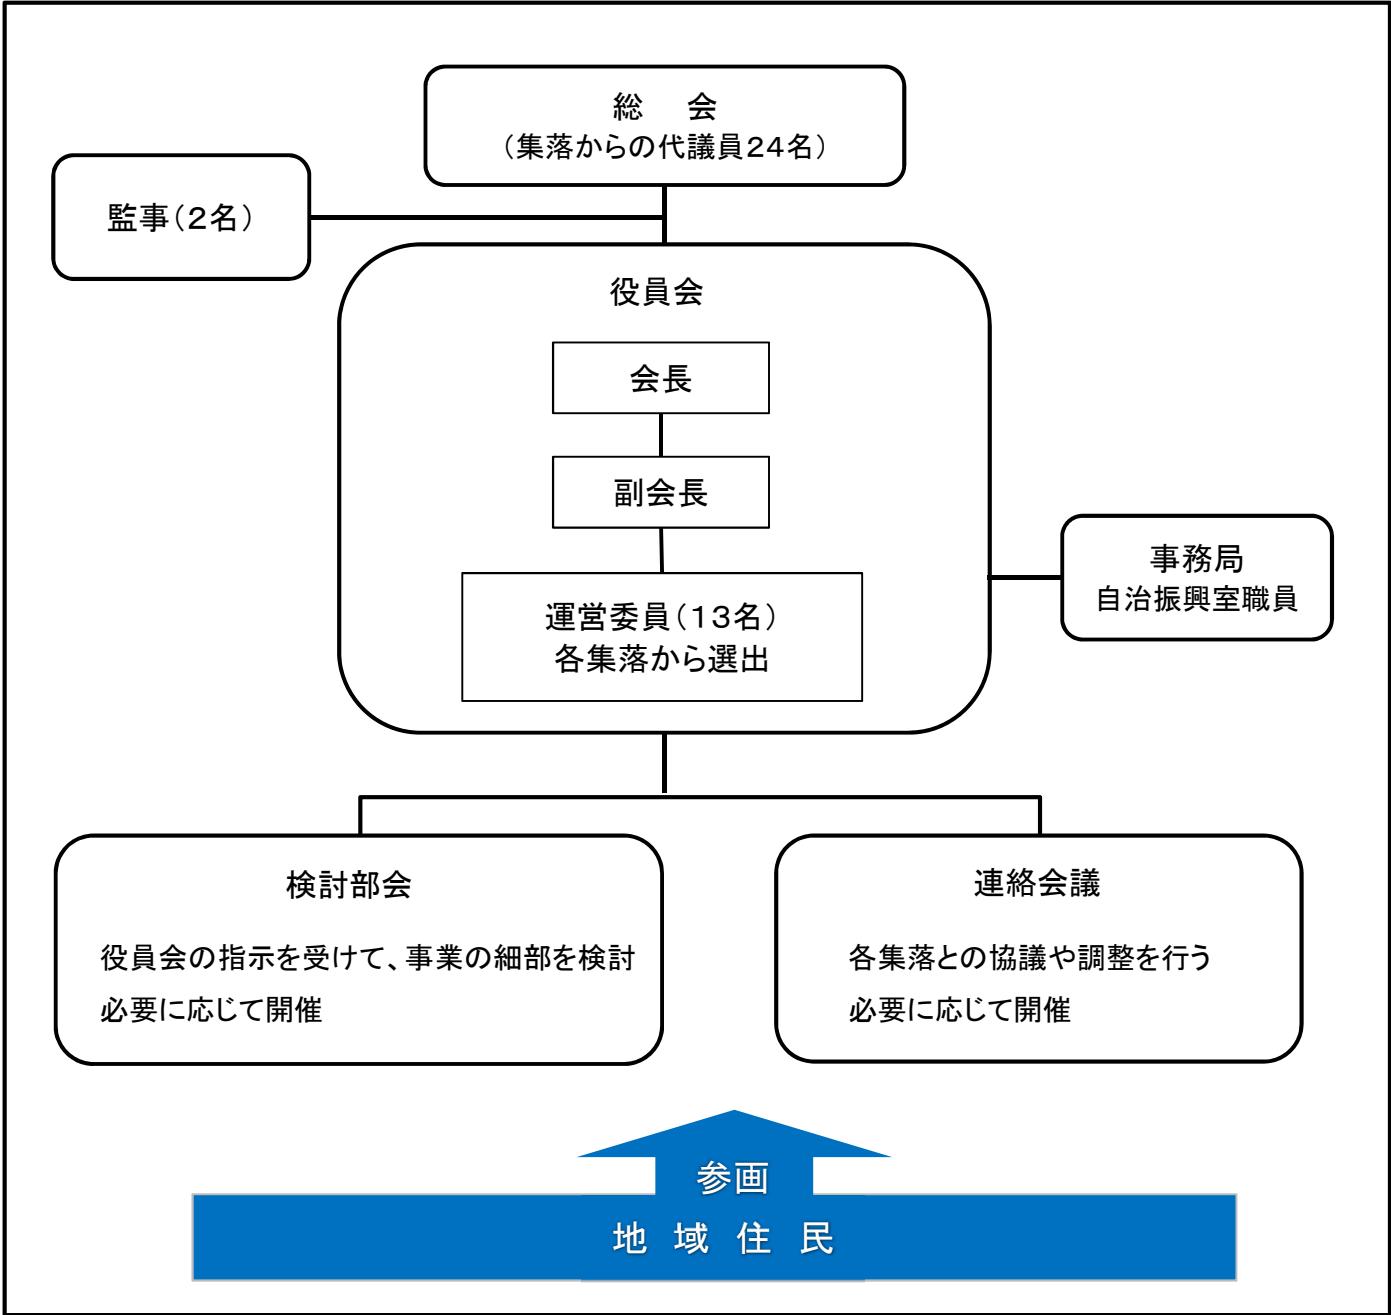 総　会
（集落からの代議員２４名）
監事（２名）
役員会
会長
副会長
運営委員（１３名）
各集落から選出
事務局
自治振興室職員
検討部会
役員会の指示を受けて、事業の細部を検討
必要に応じて開催
連絡会議
各集落との協議や調整を行う
必要に応じて開催
参画
地　域　住　民